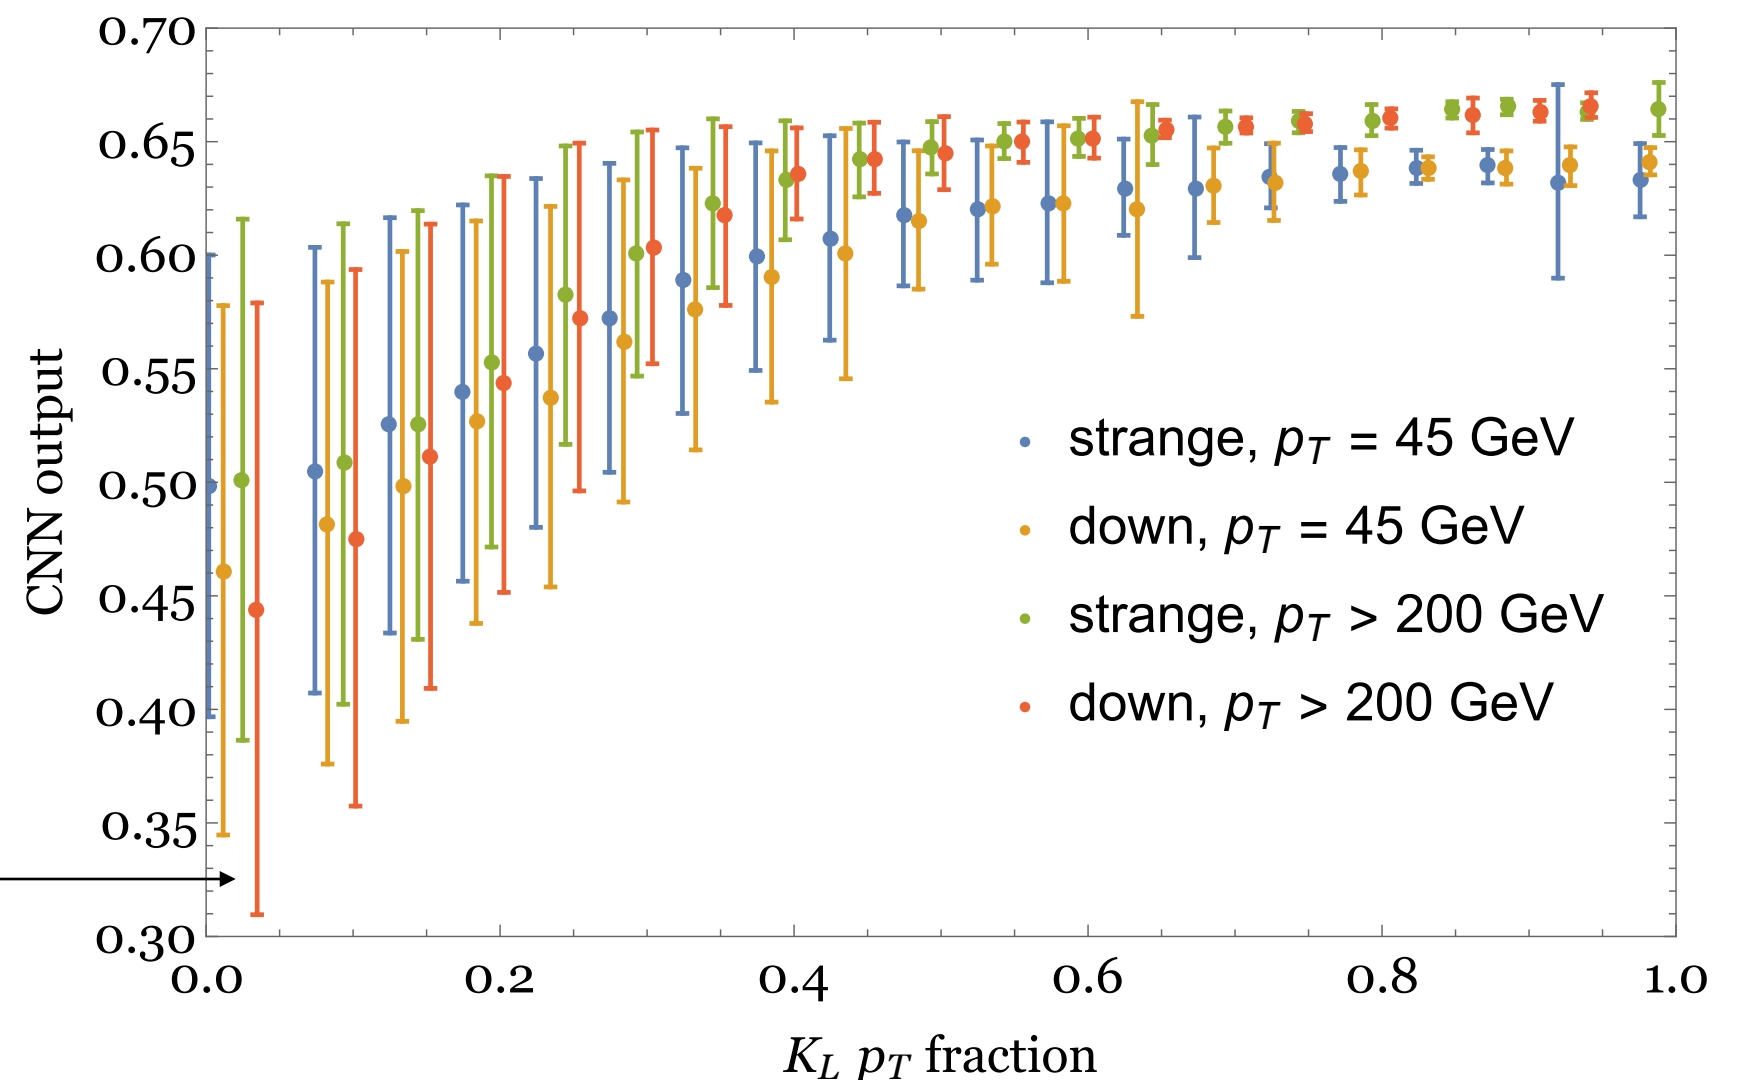 0.70
0.65
0.60
0.55
0.50
0.45
0.40
0.35
0.30
CNN output
strange, pT = 45 GeV
down, pT = 45 GeV
strange, pT > 200 GeV
down, pT > 200 GeV
0.0 0.2 0.4 0.6 0.8 1.0
KL pT fraction